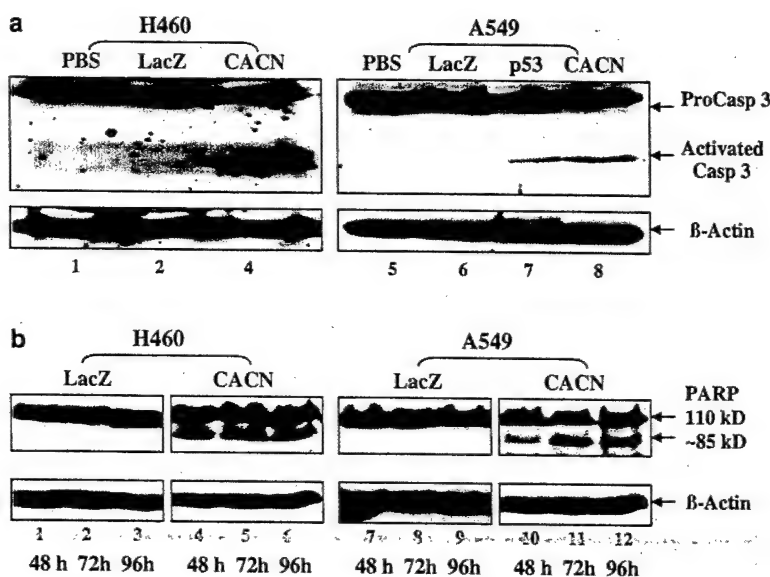 a
H460
A549
PBS LacZ CACN
PBS LacZ p53 CACN
ProCasp 3
Activated
Casp 3
ß-Actin
1 2 4
5 6 7 8
b
H460
A549
LacZ CACN
LacZ CACN
PARP
110 kD
~85 kD
ß-Actin
1 2 3 4 5 6
7 8 9 10 11 12
48 h 72h 96h 48 h 72h 96h
48 h 72h 96h 48 h 72h 96h